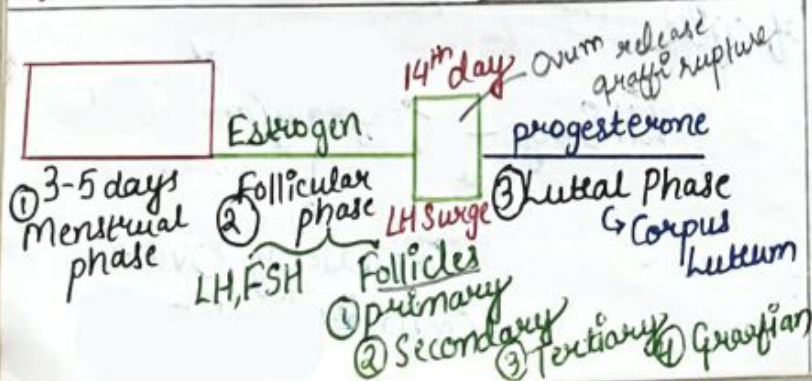 14th day
Ovum release
graffi rupture
Estrogen
progesterone
① 3-5 days
Menstrual
phase
② Follicular
phase
LH Surge
③ Luteal Phase
↳ Corpus
Luteum
LH, FSH
Follicles
① primary
② Secondary
③ Tertiary
④ Graafian